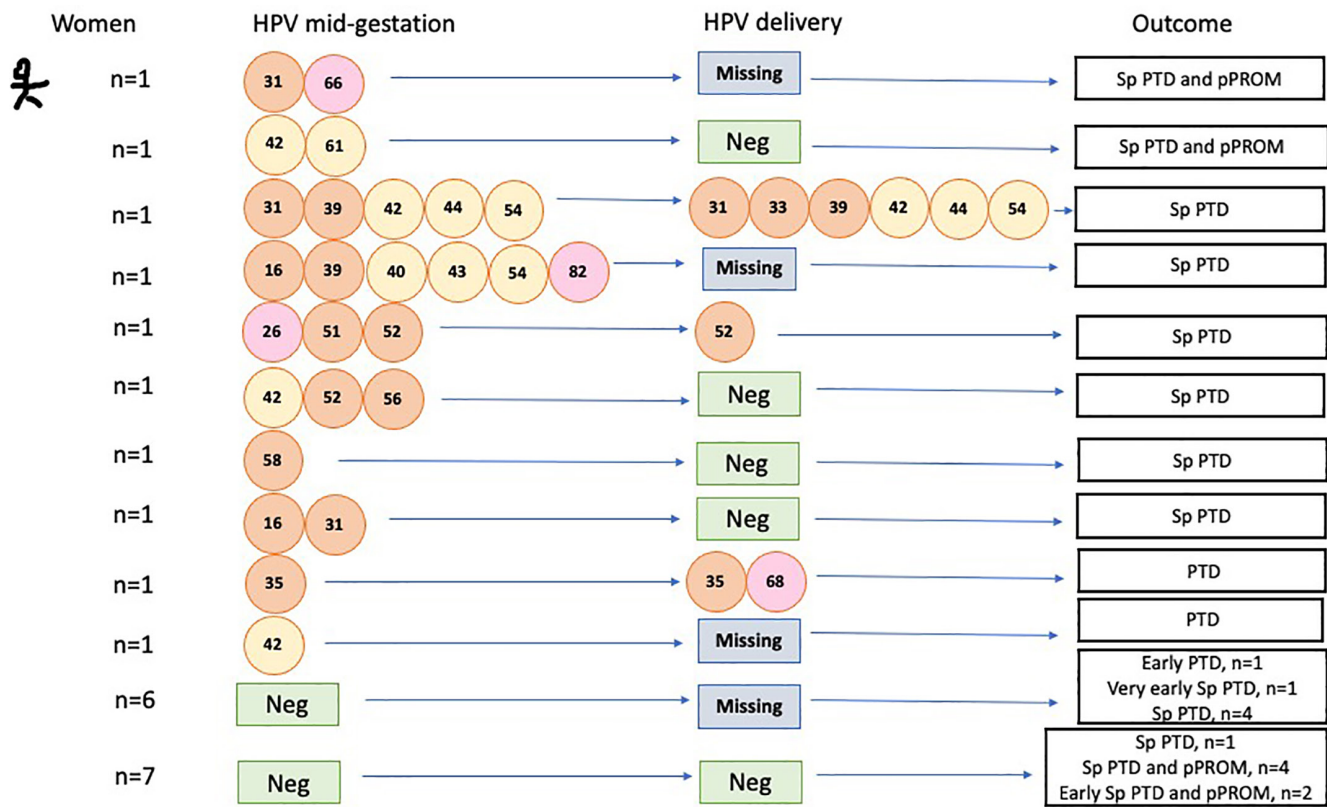 Women HPV mid-gestation HPV delivery Outcome
n=1 31 66 Missing Sp PTD and pPROM
n=1 42 61 Neg Sp PTD and pPROM
n=1 31 39 42 44 54 31 33 39 42 44 54 Sp PTD
n=1 16 39 40 43 54 82 Missing Sp PTD
n=1 26 51 52 52 Sp PTD
n=1 42 52 56 Neg Sp PTD
n=1 58 Neg Sp PTD
n=1 16 31 Neg Sp PTD
n=1 35 35 68 PTD
n=1 42 Missing PTD
n=6 Neg Missing
Early PTD, n=1
Very early Sp PTD, n=1
Sp PTD, n=4
n=7 Neg Neg
Sp PTD, n=1
Sp PTD and pPROM, n=4
Early Sp PTD and pPROM, n=2